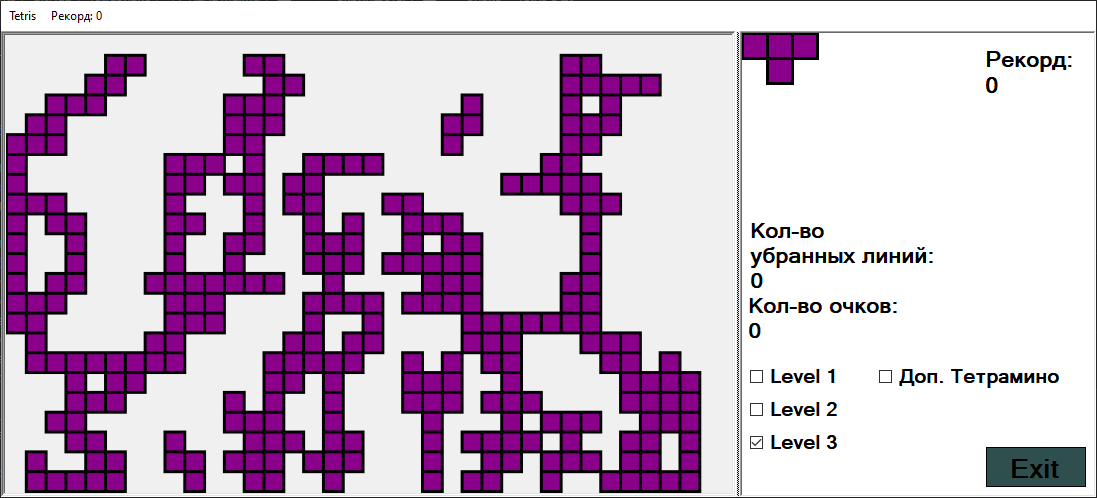 Tetris Рекорд: 0
Рекорд:
0
Кол-во
убранных линий:
0
Кол-во очков:
0
Level 1 Доп. Тетрамино
Level 2
Level 3
Exit